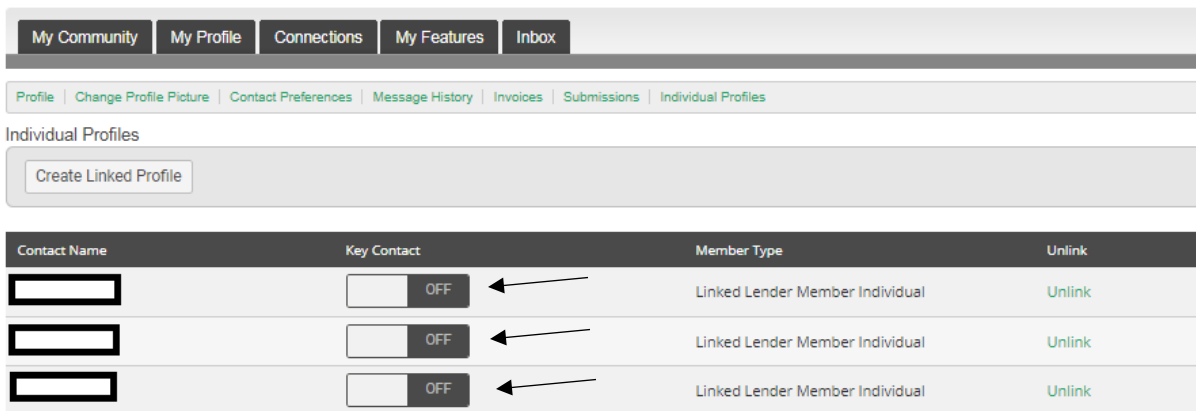 My Community My Profile Connections My Features Inbox
Profile | Change Profile Picture | Contact Preferences | Message History | Invoices | Submissions | Individual Profiles
Individual Profiles
Create Linked Profile
Contact Name Key Contact Member Type Unlink
OFF Linked Lender Member Individual Unlink
OFF Linked Lender Member Individual Unlink
OFF Linked Lender Member Individual Unlink